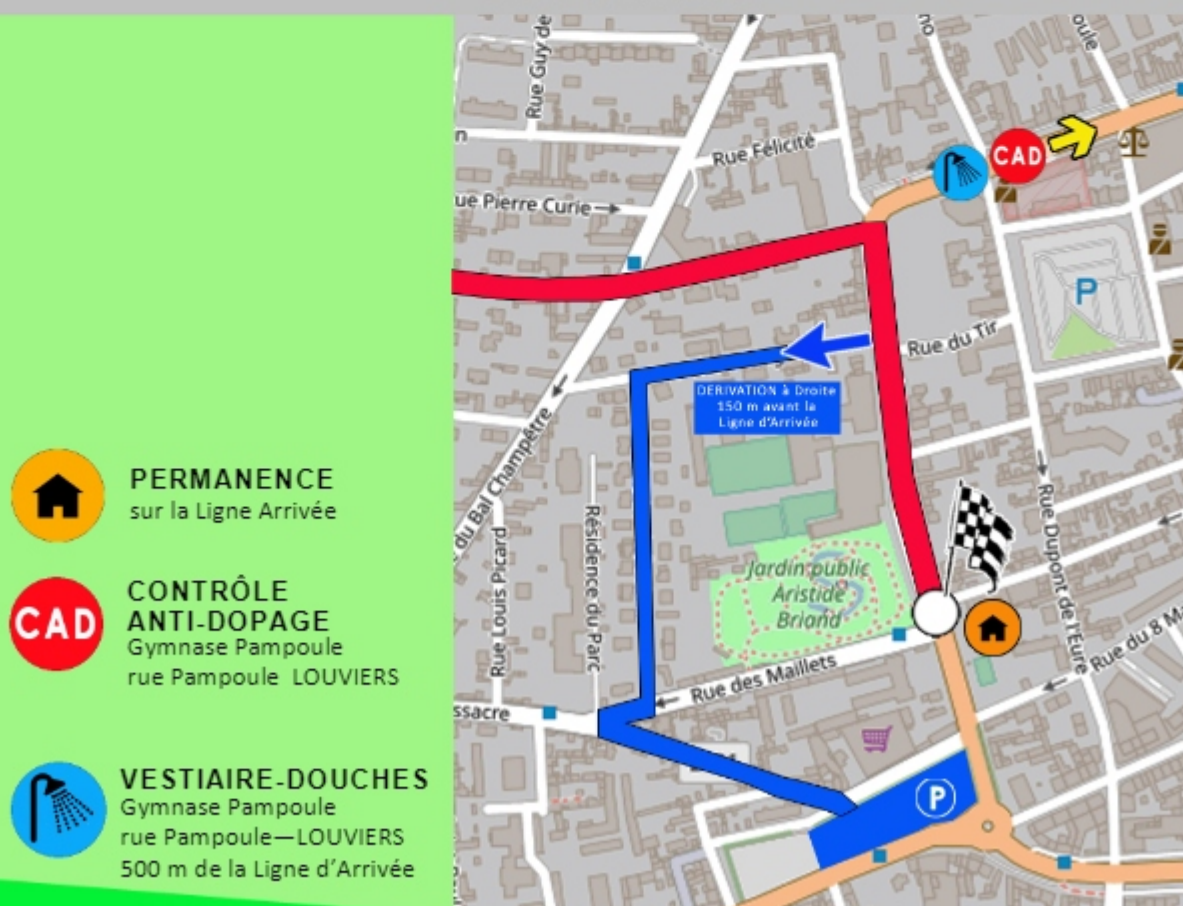 PERMANENCE
sur la Ligne Arrivée
CAD
CONTRÔLE
ANTI-DOPAGE
Gymnase Pampoule
rue Pampoule LOUVIERS
VESTIAIRE-DOUCHES
Gymnase Pampoule
rue Pampoule—LOUVIERS
500 m de la Ligne d'Arrivée
Rue Guy de
Rue Félicité
ue Pierre Curie
CAD
P
Rue du Tir
DERIVATION à Droite
150 m avant la
Ligne d'Arrivée
du Bal Champêtre
Rue Louis Picard
Résidence du Parc
Jardin public
Aristide
Briand
Rue Dupont de l'Eure
Rue du 8 Ma
Rue des Maillets
ssacre
P